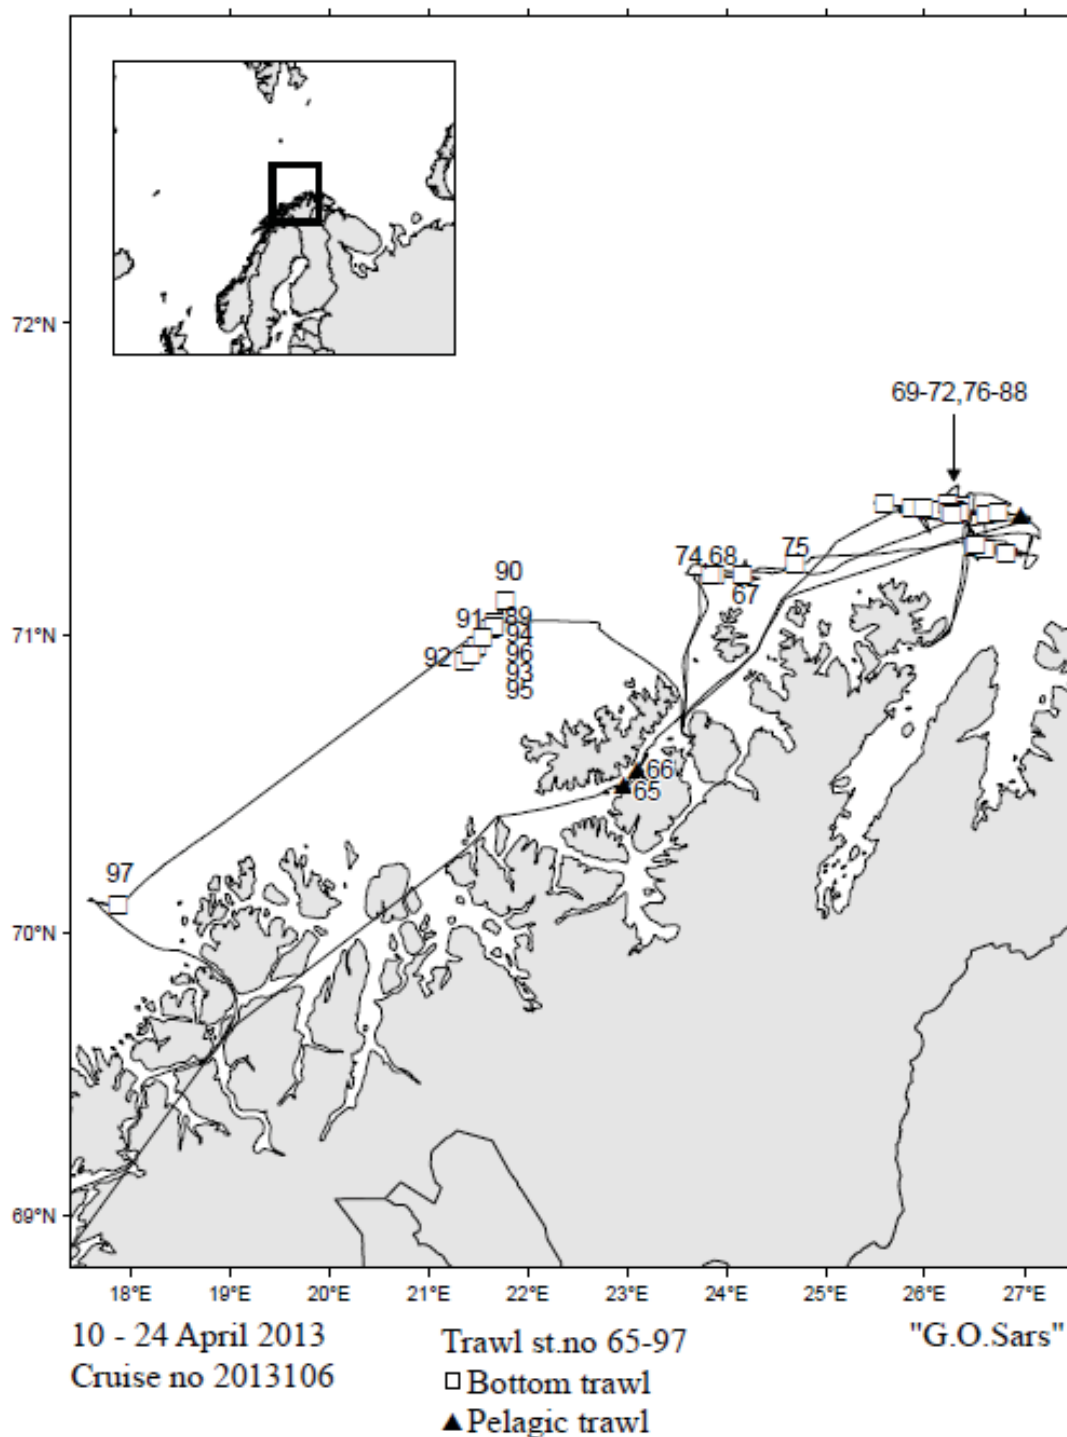 72°N
69-72,76-88
74,68
75
67
90
91
89
94
92
96
93
95
66
65
97
71°N
70°N
69°N
18°E 19°E 20°E 21°E 22°E 23°E 24°E 25°E 26°E 27°E
10 - 24 April 2013
Cruise no 2013106
Trawl st.no 65-97
Bottom trawl
Pelagic trawl
"G.O.Sars"